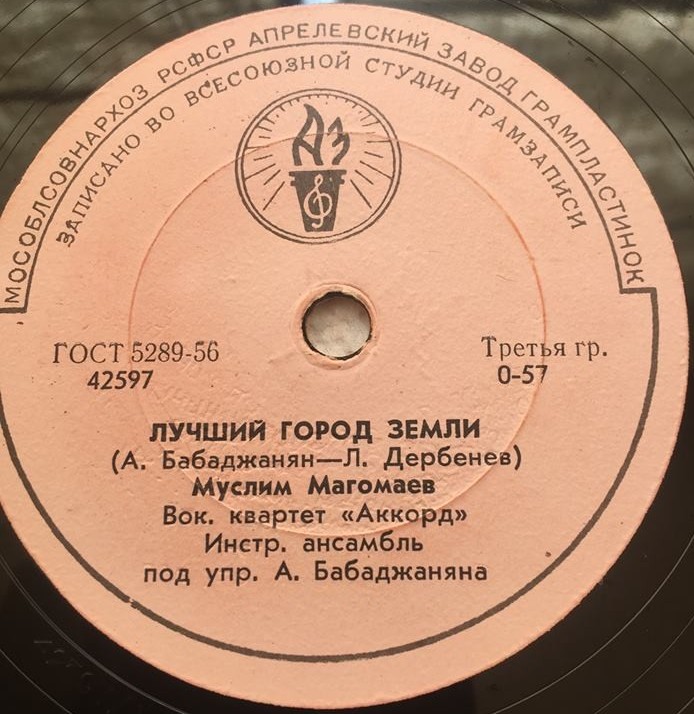 МОСОБЛСОВНАРХОЗ РСФСР АПРЕЛЕВСКИЙ ЗАВОД ГРАМПЛАСТИНОК
ЗАПИСАНО ВО ВСЕСОЮЗНОЙ СТУДИИ ГРАМЗАПИСИ
АЗ
ГОСТ 5289-56
42597
Третья гр.
0-57
ЛУЧШИЙ ГОРОД ЗЕМЛИ
(А. Бабаджанян—Л. Дербенев)
Муслим Магомаев
Вок. квартет «Аккорд»
Инстр. ансамбль
под упр. А. Бабаджаняна